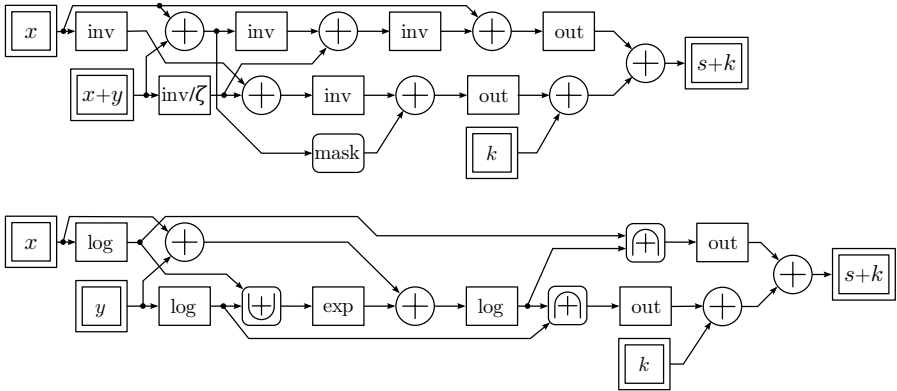 x inv + inv + inv + out + s+k
x+y inv/ζ + inv + out +
mask k
x log + + out + s+k
y log + exp + log + out +
k